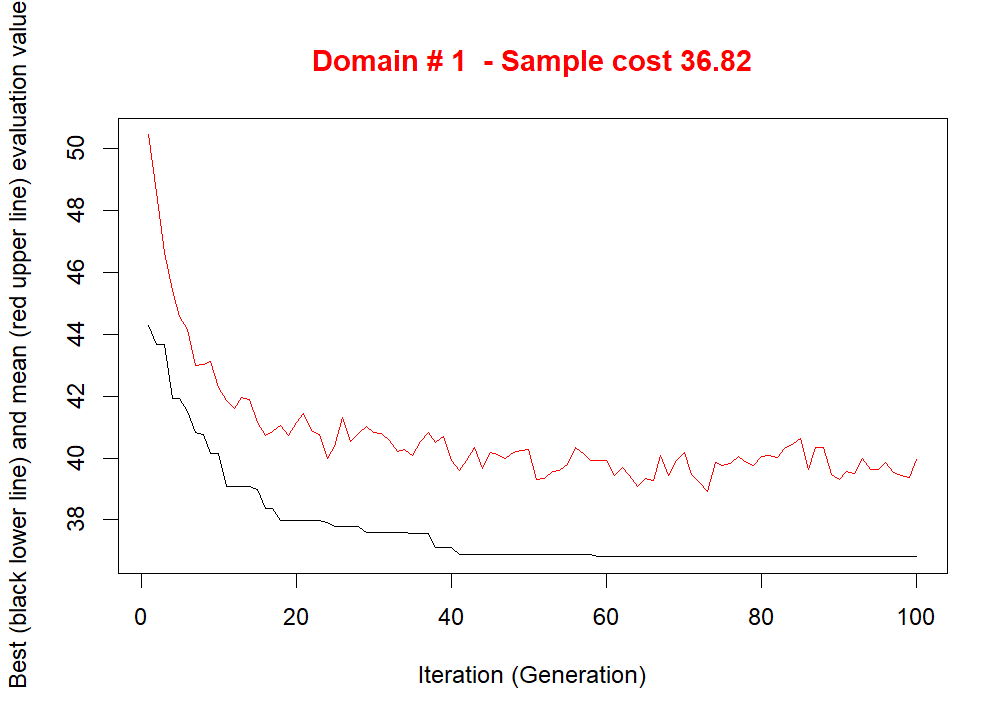 Domain # 1  - Sample cost 36.82
Best (black lower line) and mean (red upper line) evaluation value
50
48
46
44
42
40
38
0 20 40 60 80 100
Iteration (Generation)